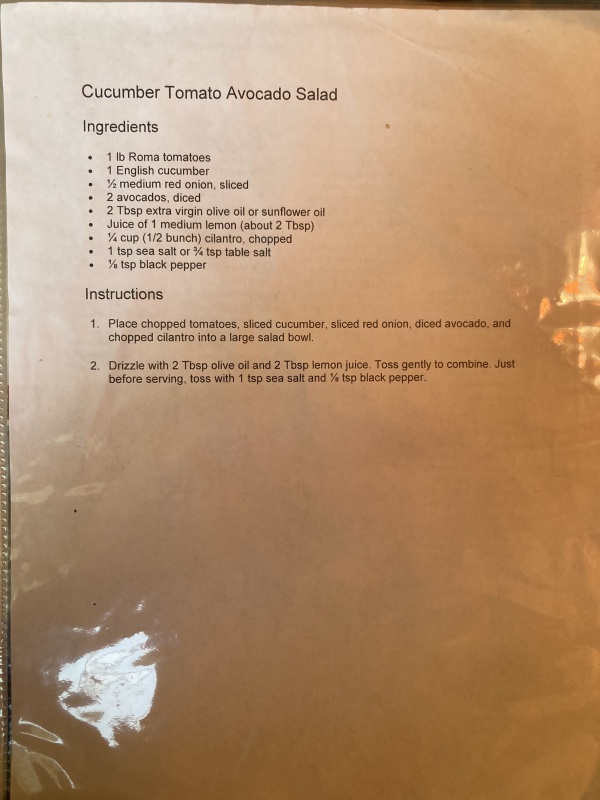 Cucumber Tomato Avocado Salad
Ingredients
• 1 lb Roma tomatoes
• 1 English cucumber
• ½ medium red onion, sliced
• 2 avocados, diced
• 2 Tbsp extra virgin olive oil or sunflower oil
• Juice of 1 medium lemon (about 2 Tbsp)
• ¼ cup (1/2 bunch) cilantro, chopped
• 1 tsp sea salt or ¾ tsp table salt
• ⅛ tsp black pepper
Instructions
1. Place chopped tomatoes, sliced cucumber, sliced red onion, diced avocado, and
chopped cilantro into a large salad bowl.
2. Drizzle with 2 Tbsp olive oil and 2 Tbsp lemon juice. Toss gently to combine. Just
before serving, toss with 1 tsp sea salt and ⅛ tsp black pepper.